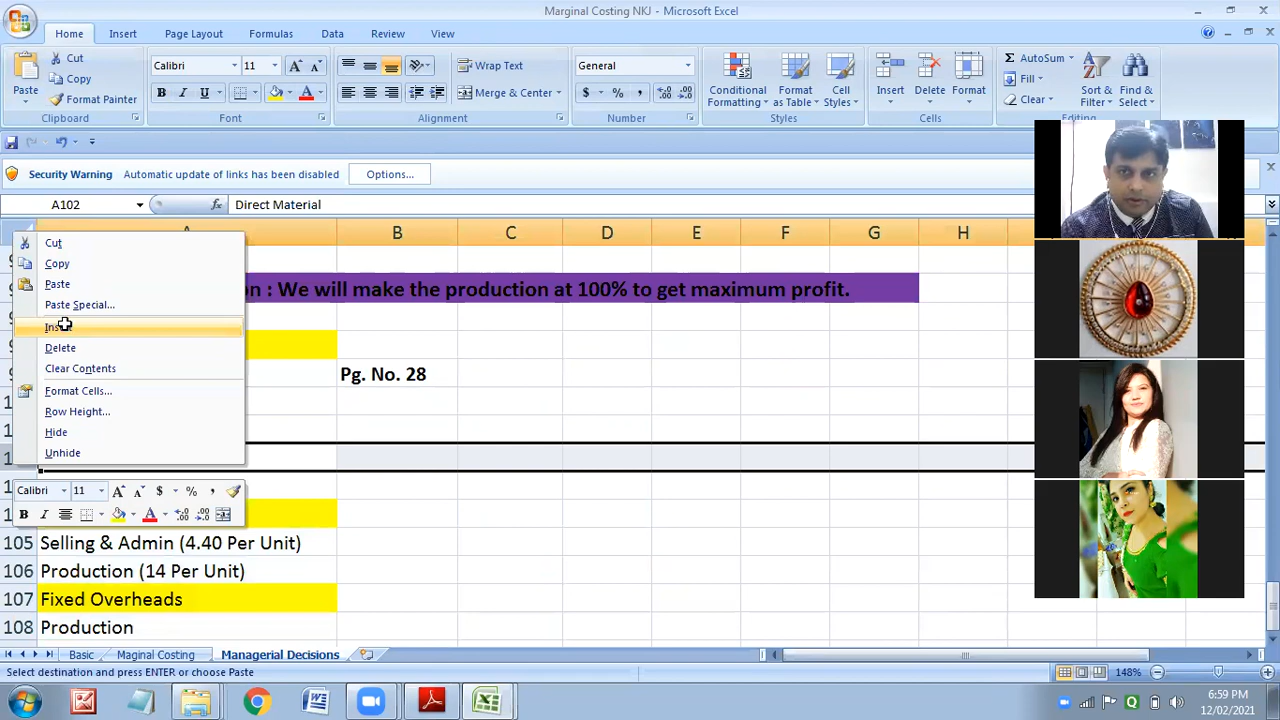 Marginal Costing NKJ - Microsoft Excel
Home Insert Page Layout Formulas Data Review View
Paste Cut Copy Format Painter Clipboard
Calibri 11 B I U Font
Wrap Text Merge & Center Alignment
General $ % , Number
Conditional Formatting Format as Table Cell Styles Styles
Insert Delete Format Cells
Σ AutoSum Fill Clear Sort & Filter Find & Select Editing
Security Warning Automatic update of links has been disabled Options...
A102 fx Direct Material
A B C D E F G H
Cut
Copy
Paste
Paste Special...
Delete
Clear Contents
Format Cells...
Row Height...
Hide
Unhide
Calibri 11 A A $ % ,
B I A
on : We will make the production at 100% to get maximum profit.
Pg. No. 28
105 Selling & Admin (4.40 Per Unit)
106 Production (14 Per Unit)
107 Fixed Overheads
108 Production
Basic Maginal Costing Managerial Decisions
Select destination and press ENTER or choose Paste 148%
6:59 PM
12/02/2021